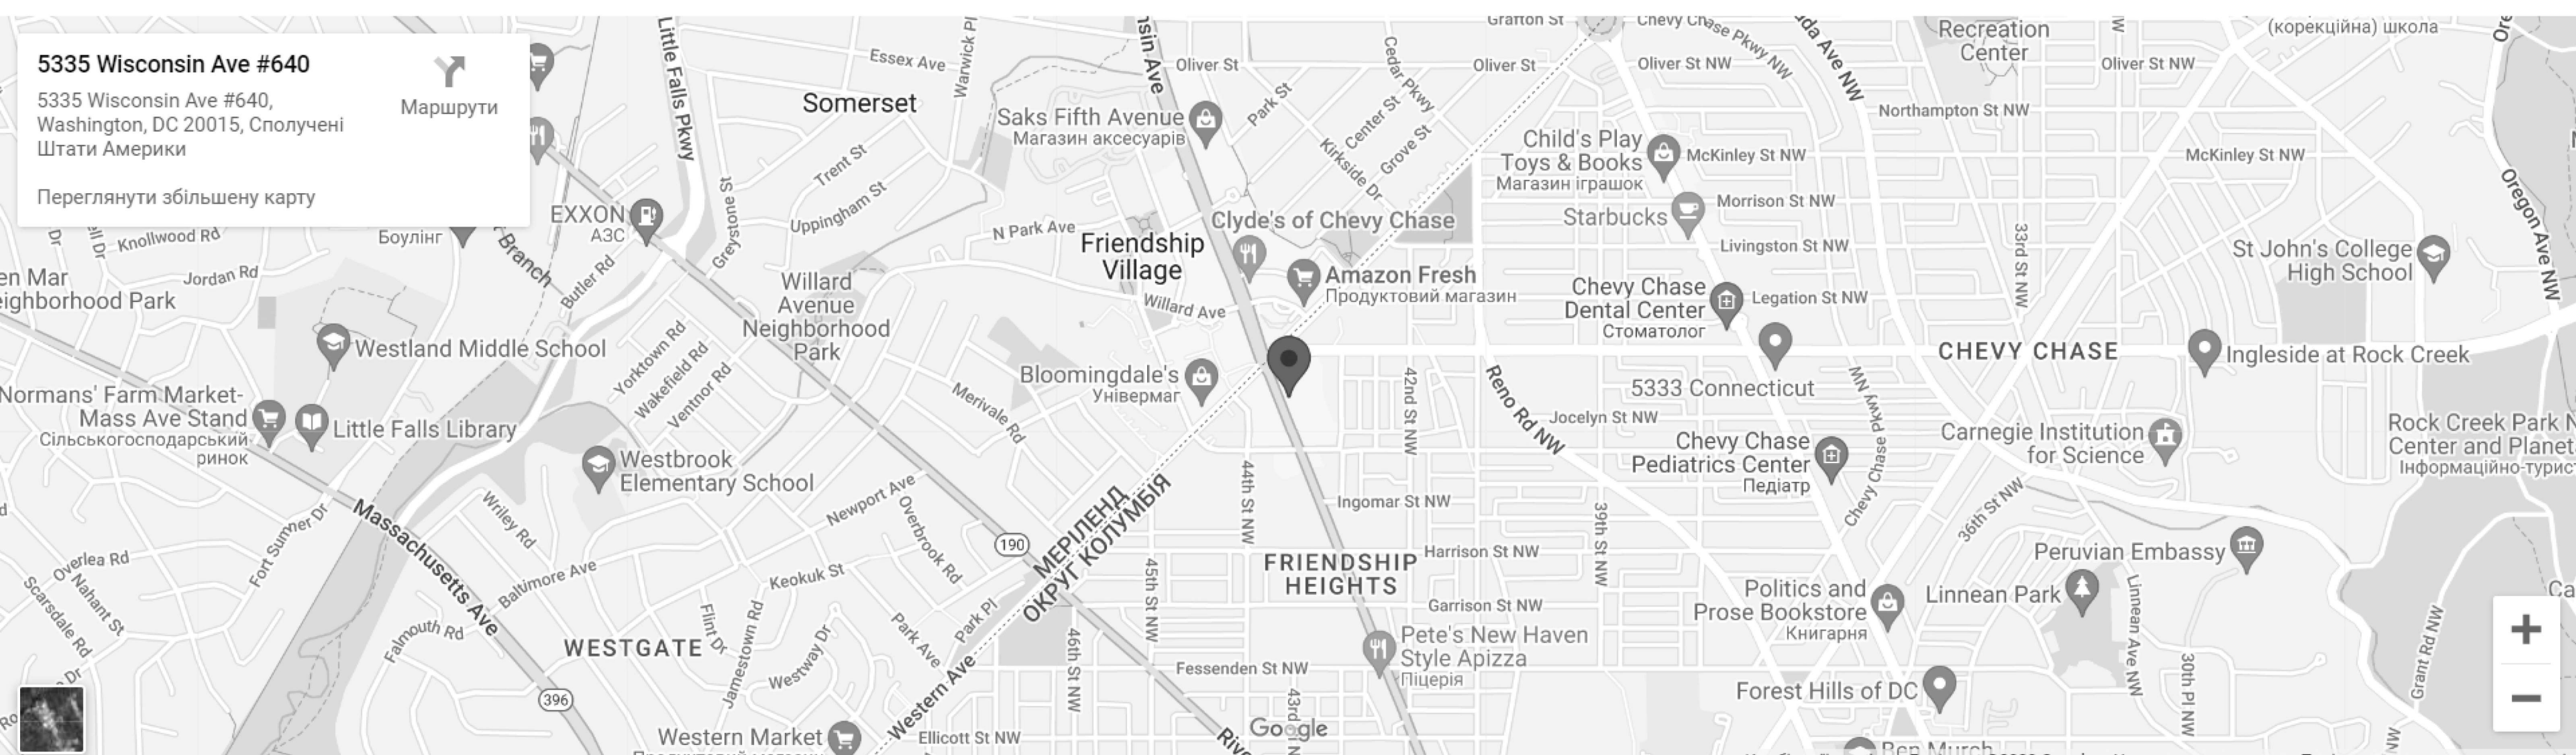 5335 Wisconsin Ave #640
5335 Wisconsin Ave #640,
Washington, DC 20015, Сполучені
Штати Америки
Маршрути
Переглянути збільшену карту
Little Falls Pkwy
Essex Ave
Warwick Pl
Oliver St
Grafton St
Chevy Chase Pkwy NW
Oliver St
Oliver St NW
Recreation
Center
Oliver St NW
(корекційна) школа
Somerset
Saks Fifth Avenue
Магазин аксесуарів
Park St
Center St
Cedar Pkwy
Grove St
Kirkside Dr
Northampton St NW
Child's Play
Toys & Books
Магазин іграшок
McKinley St NW
McKinley St NW
Trent St
Uppingham St
Greystone St
EXXON
АЗС
Боулінг
Knollwood Rd
Jordan Rd
Butler Rd
Branch
N Park Ave
Friendship
Village
Clyde's of Chevy Chase
Starbucks
Morrison St NW
Livingston St NW
33rd St NW
St John's College
High School
Oregon Ave NW
Willard
Avenue
Neighborhood
Park
Willard Ave
Amazon Fresh
Продуктовий магазин
Chevy Chase
Dental Center
Стоматолог
Legation St NW
Westland Middle School
Yorktown Rd
Wakefield Rd
Ventnor Rd
Bloomingdale's
Універмаг
Merivale Rd
42nd St NW
Reno Rd NW
5333 Connecticut
CHEVY CHASE
Ingleside at Rock Creek
Normans' Farm Market-
Mass Ave Stand
Сільськогосподарський
ринок
Little Falls Library
Westbrook
Elementary School
Jocelyn St NW
Chevy Chase
Pediatrics Center
Педіатр
Chevy Chase Pkwy NW
Carnegie Institution
for Science
Rock Creek Park
Center and
Massachusetts Ave
Wriley Rd
Fort Sumner Dr
Newport Ave
Overbrook Rd
МЕРІЛЕНД
ОКРУГ КОЛУМБІЯ
44th St NW
Ingomar St NW
39th St NW
36th St NW
190
Overlea Rd
Nahant St
Scarsdale Rd
Baltimore Ave
Keokuk St
45th St NW
FRIENDSHIP
HEIGHTS
Harrison St NW
Garrison St NW
Peruvian Embassy
Politics and
Prose Bookstore
Книгарня
Linnean Park
Linnean Ave NW
Falmouth Rd
WESTGATE
Flint Dr
Jamestown Rd
Westway Dr
Park Ave
Park Pl
46th St NW
Western Ave
Fessenden St NW
Pete's New Haven
Style Apizza
Піцерія
396
Western Market
Ellicott St NW
43rd
Google
Forest Hills of DC
30th Pl NW
Grant Rd NW